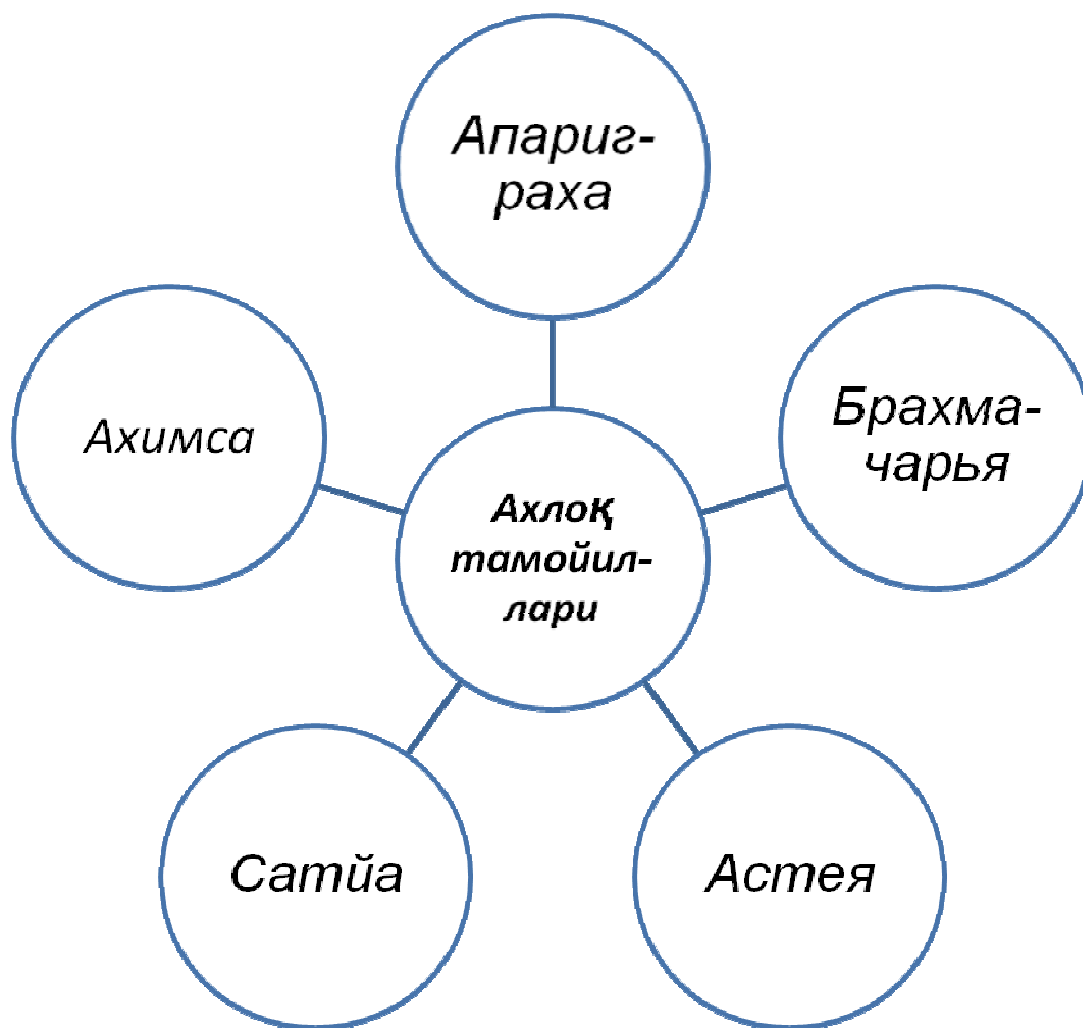 Апариг-
раха
Брахма-
чарья
Ахимса
Ахлоқ
тамойил-
лари
Сатйа
Астея